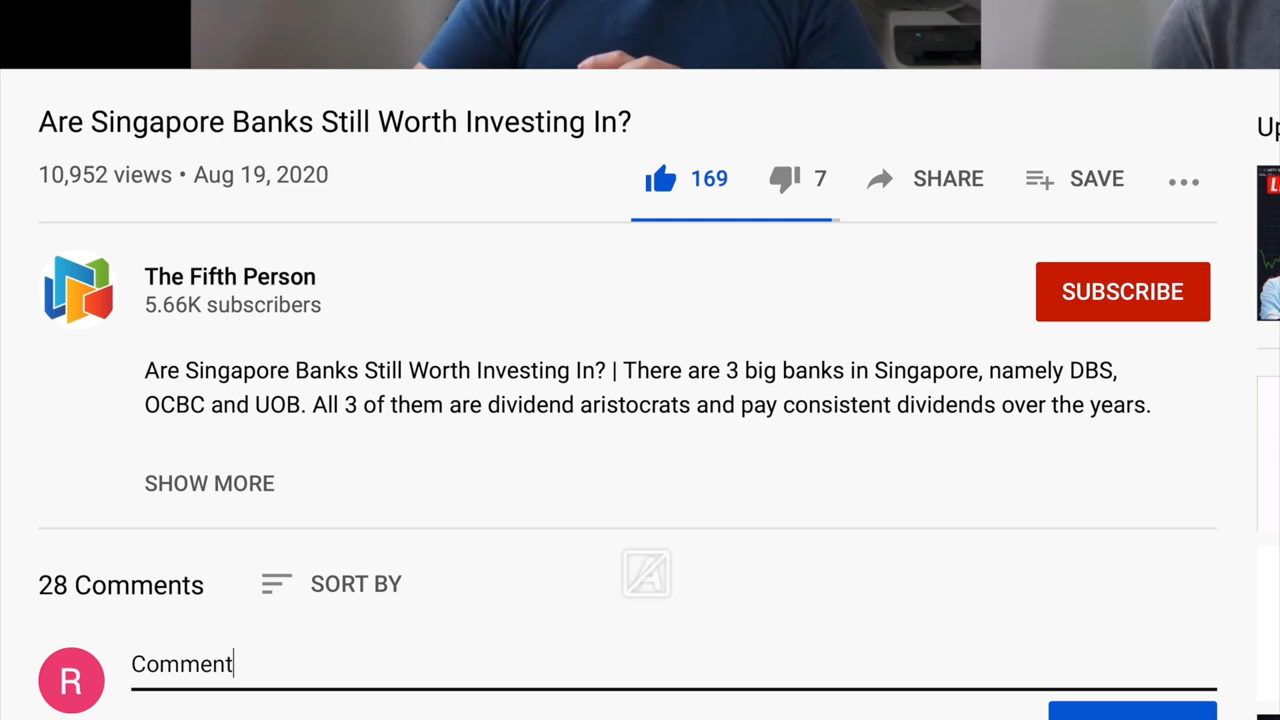 Are Singapore Banks Still Worth Investing In?
Up
10,952 views • Aug 19, 2020
169
7
SHARE
SAVE
The Fifth Person
5.66K subscribers
SUBSCRIBE
Are Singapore Banks Still Worth Investing In? | There are 3 big banks in Singapore, namely DBS,
OCBC and UOB. All 3 of them are dividend aristocrats and pay consistent dividends over the years.
SHOW MORE
28 Comments
SORT BY
R
Comment